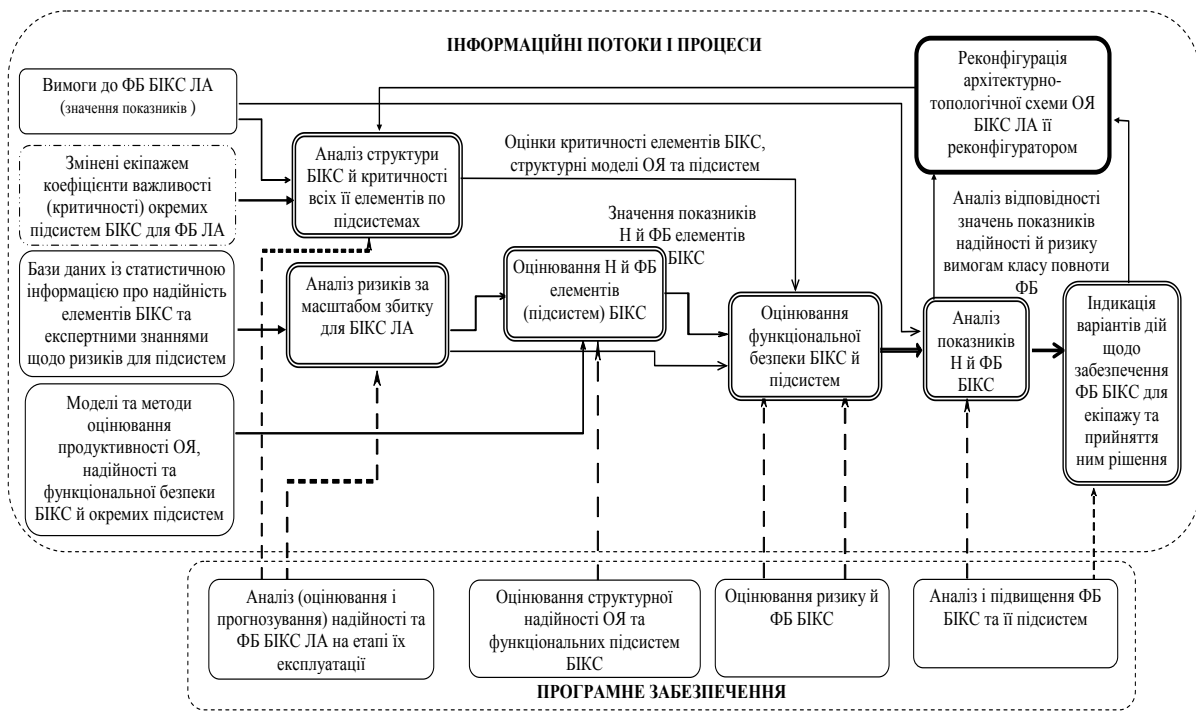 ІНФОРМАЦІЙНІ ПОТОКИ І ПРОЦЕСИ
Вимоги до ФБ БІКС ЛА
(значення показників )
Змінені екіпажем
коефіцієнти важливості
(критичності) окремих
підсистем БІКС для ФБ ЛА
Бази даних із статистичною
інформацією про надійність
елементів БІКС та
експертними знаннями
щодо ризиків для підсистем
Моделі та методи
оцінювання
продуктивності ОЯ,
надійності та
функціональної безпеки
БІКС й окремих підсистем
Аналіз структури
БІКС й критичності
всіх її елементів по
підсистемах
Аналіз ризиків за
масштабом збитку
для БІКС ЛА
Оцінки критичності елементів БІКС,
структурні моделі ОЯ та підсистем
Значення показників
Н й ФБ елементів
БІКС
Оцінювання Н й ФБ
елементів
(підсистем) БІКС
Оцінювання
функціональної
безпеки БІКС й
підсистем
Реконфігурація
архітектурно-
топологічної схеми ОЯ
БІКС ЛА її
реконфігуратором
Аналіз відповідності
значень показників
надійності й ризику
вимогам класу повноти
ФБ
Аналіз
показників
Н й ФБ
БІКС
Індикація
варіантів дій
щодо
забезпечення
ФБ БІКС для
екіпажу та
прийняття
ним рішення
Аналіз (оцінювання і
прогнозування) надійності та
ФБ БІКС ЛА на етапі їх
експлуатації
Оцінювання структурної
надійності ОЯ та
функціональних підсистем
БІКС
Оцінювання ризику й
ФБ БІКС
Аналіз і підвищення ФБ
БІКС та її підсистем
ПРОГРАМНЕ ЗАБЕЗПЕЧЕННЯ